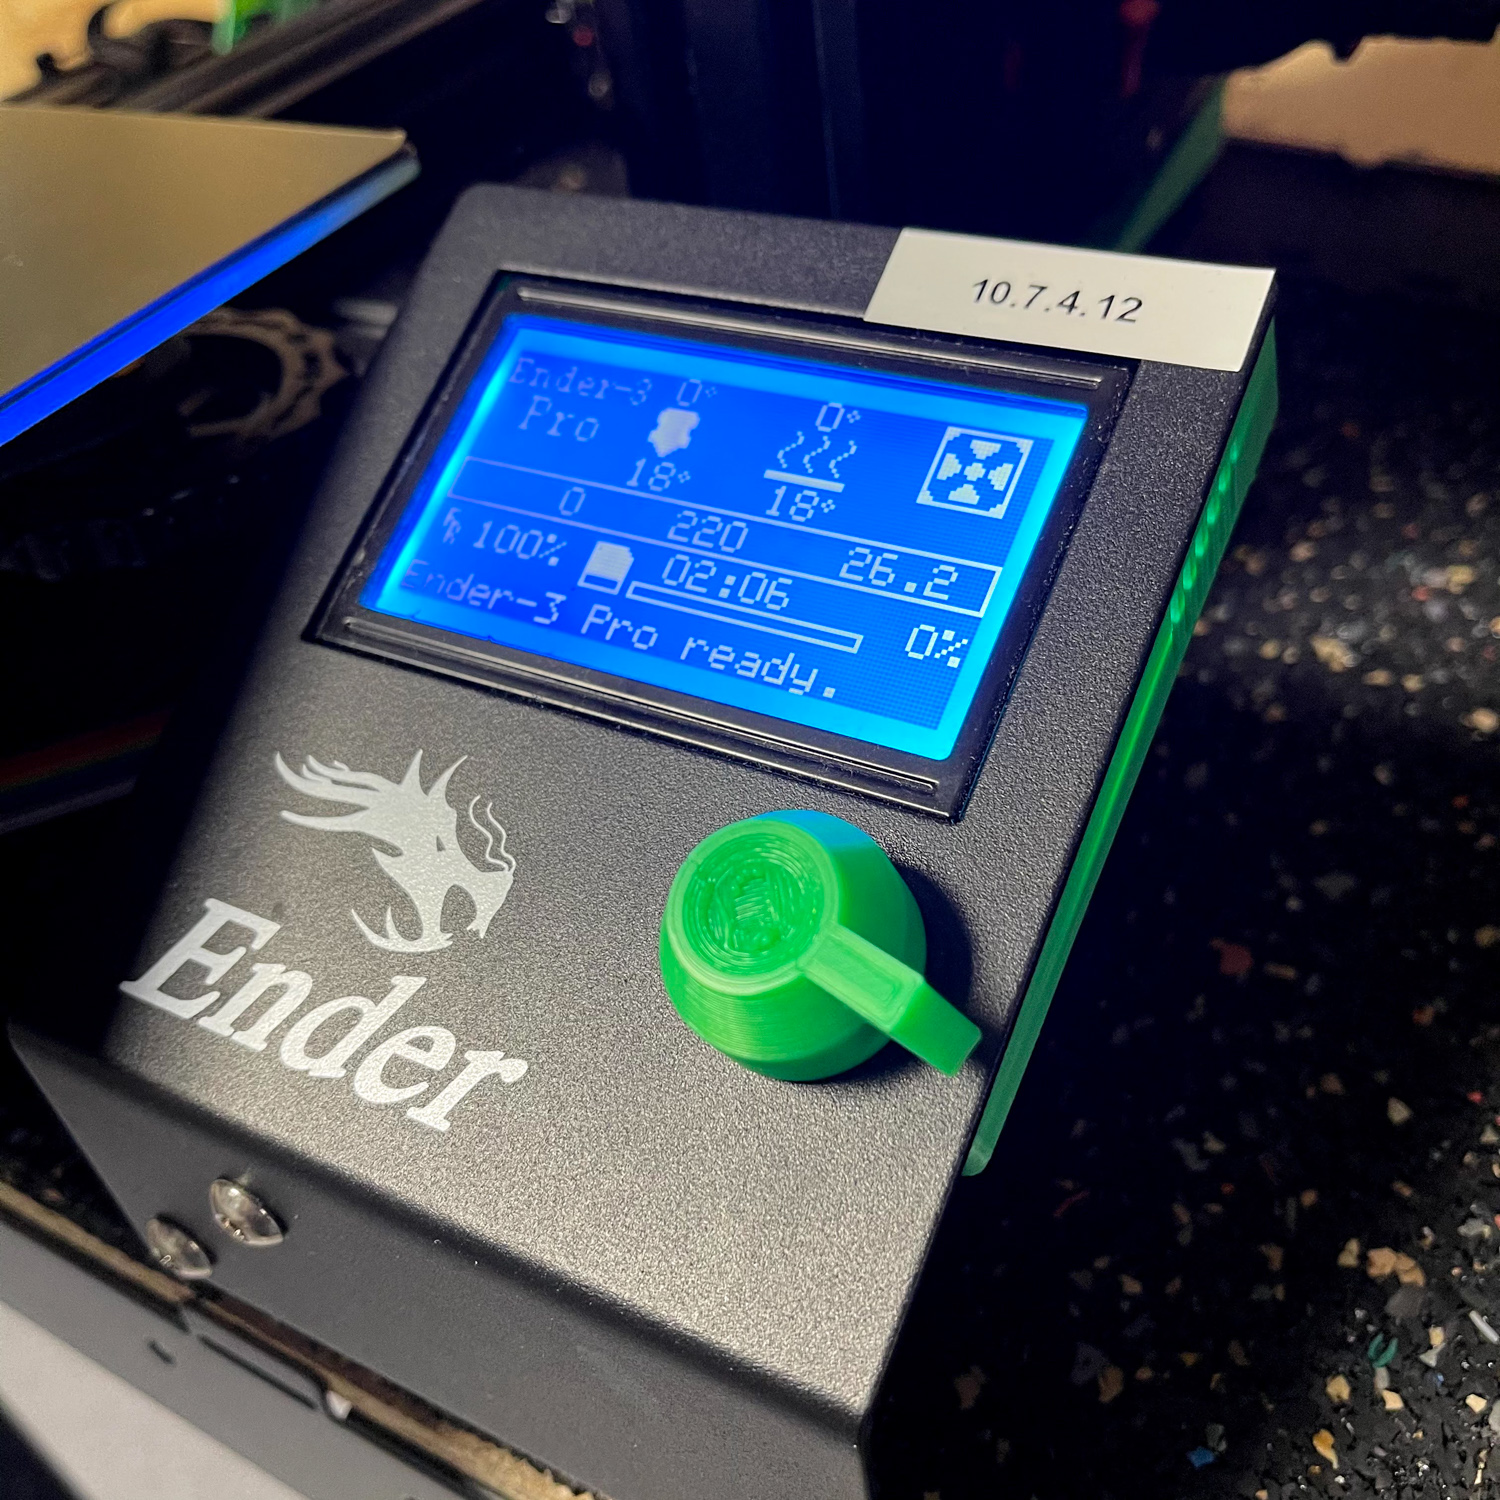 10.7.4.12
Ender-3 0° 0°
Pro
18° 18°
0 220 26.2
FR 100% 02:06 0%
Ender-3 Pro ready.
Ender